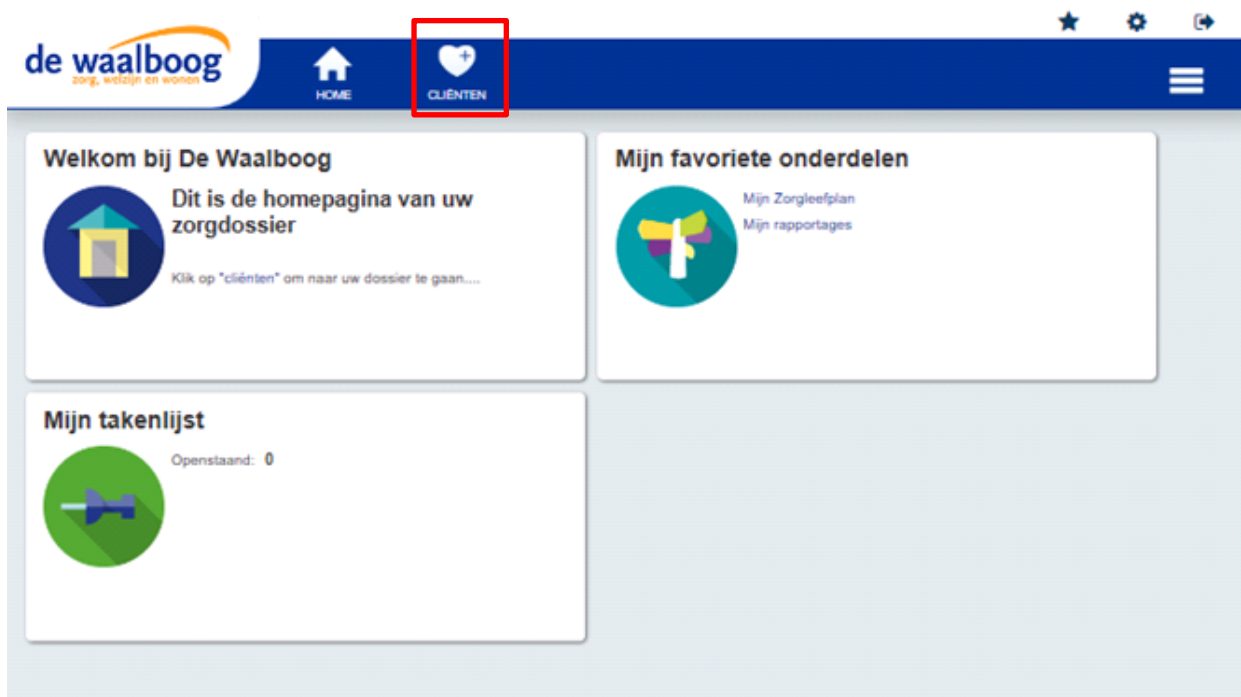 de waalboog
zorg, welzijn en wonen
HOME
CLIËNTEN
Welkom bij De Waalboog
Dit is de homepagina van uw
zorgdossier
Klik op "cliënten" om naar uw dossier te gaan....
Mijn favoriete onderdelen
Mijn Zorgleefplan
Mijn rapportages
Mijn takenlijst
Openstaand: 0